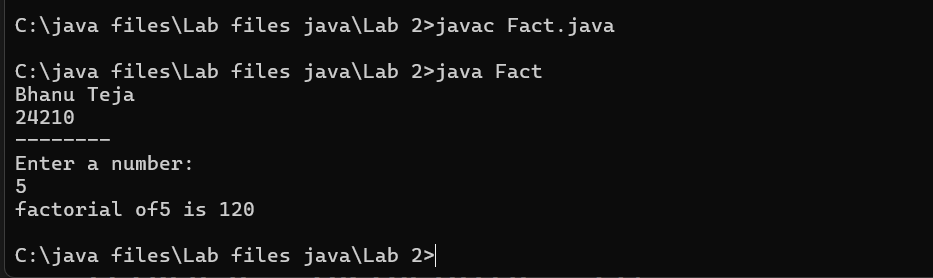 C:\java files\Lab files java\Lab 2>javac Fact.java
C:\java files\Lab files java\Lab 2>java Fact
Bhanu Teja
24210
--------
Enter a number:
5
factorial of5 is 120
C:\java files\Lab files java\Lab 2>